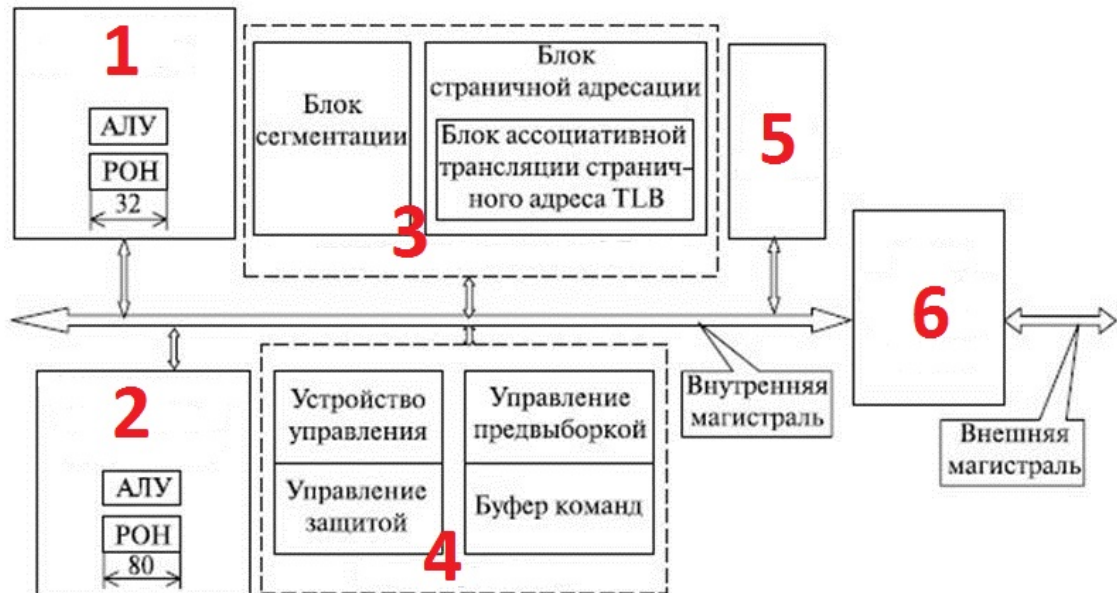 1
АЛУ
РОН
32
Блок
сегментации
Блок
страничной адресации
Блок ассоциативной
трансляции странич-
ного адреса TLB
3
5
6
2
АЛУ
РОН
80
Устройство
управления
Управление
защитой
Управление
предвыборкой
Буфер команд
4
Внутренняя
магистраль
Внешняя
магистраль